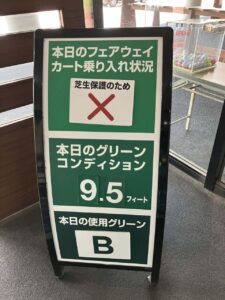 本日のフェアウェイ
カート乗り入れ状況
芝生保護のため
×
本日のグリーン
コンディション
9.5フィート
本日の使用グリーン
B